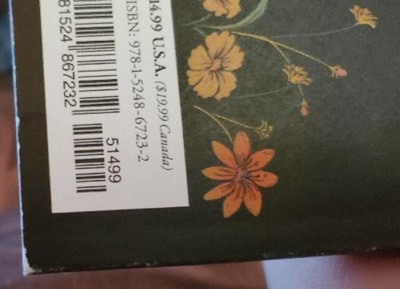 14.99 U.S.A. ($19.99 Canada)
ISBN: 978-1-5248-6723-2
51499
81524 867232